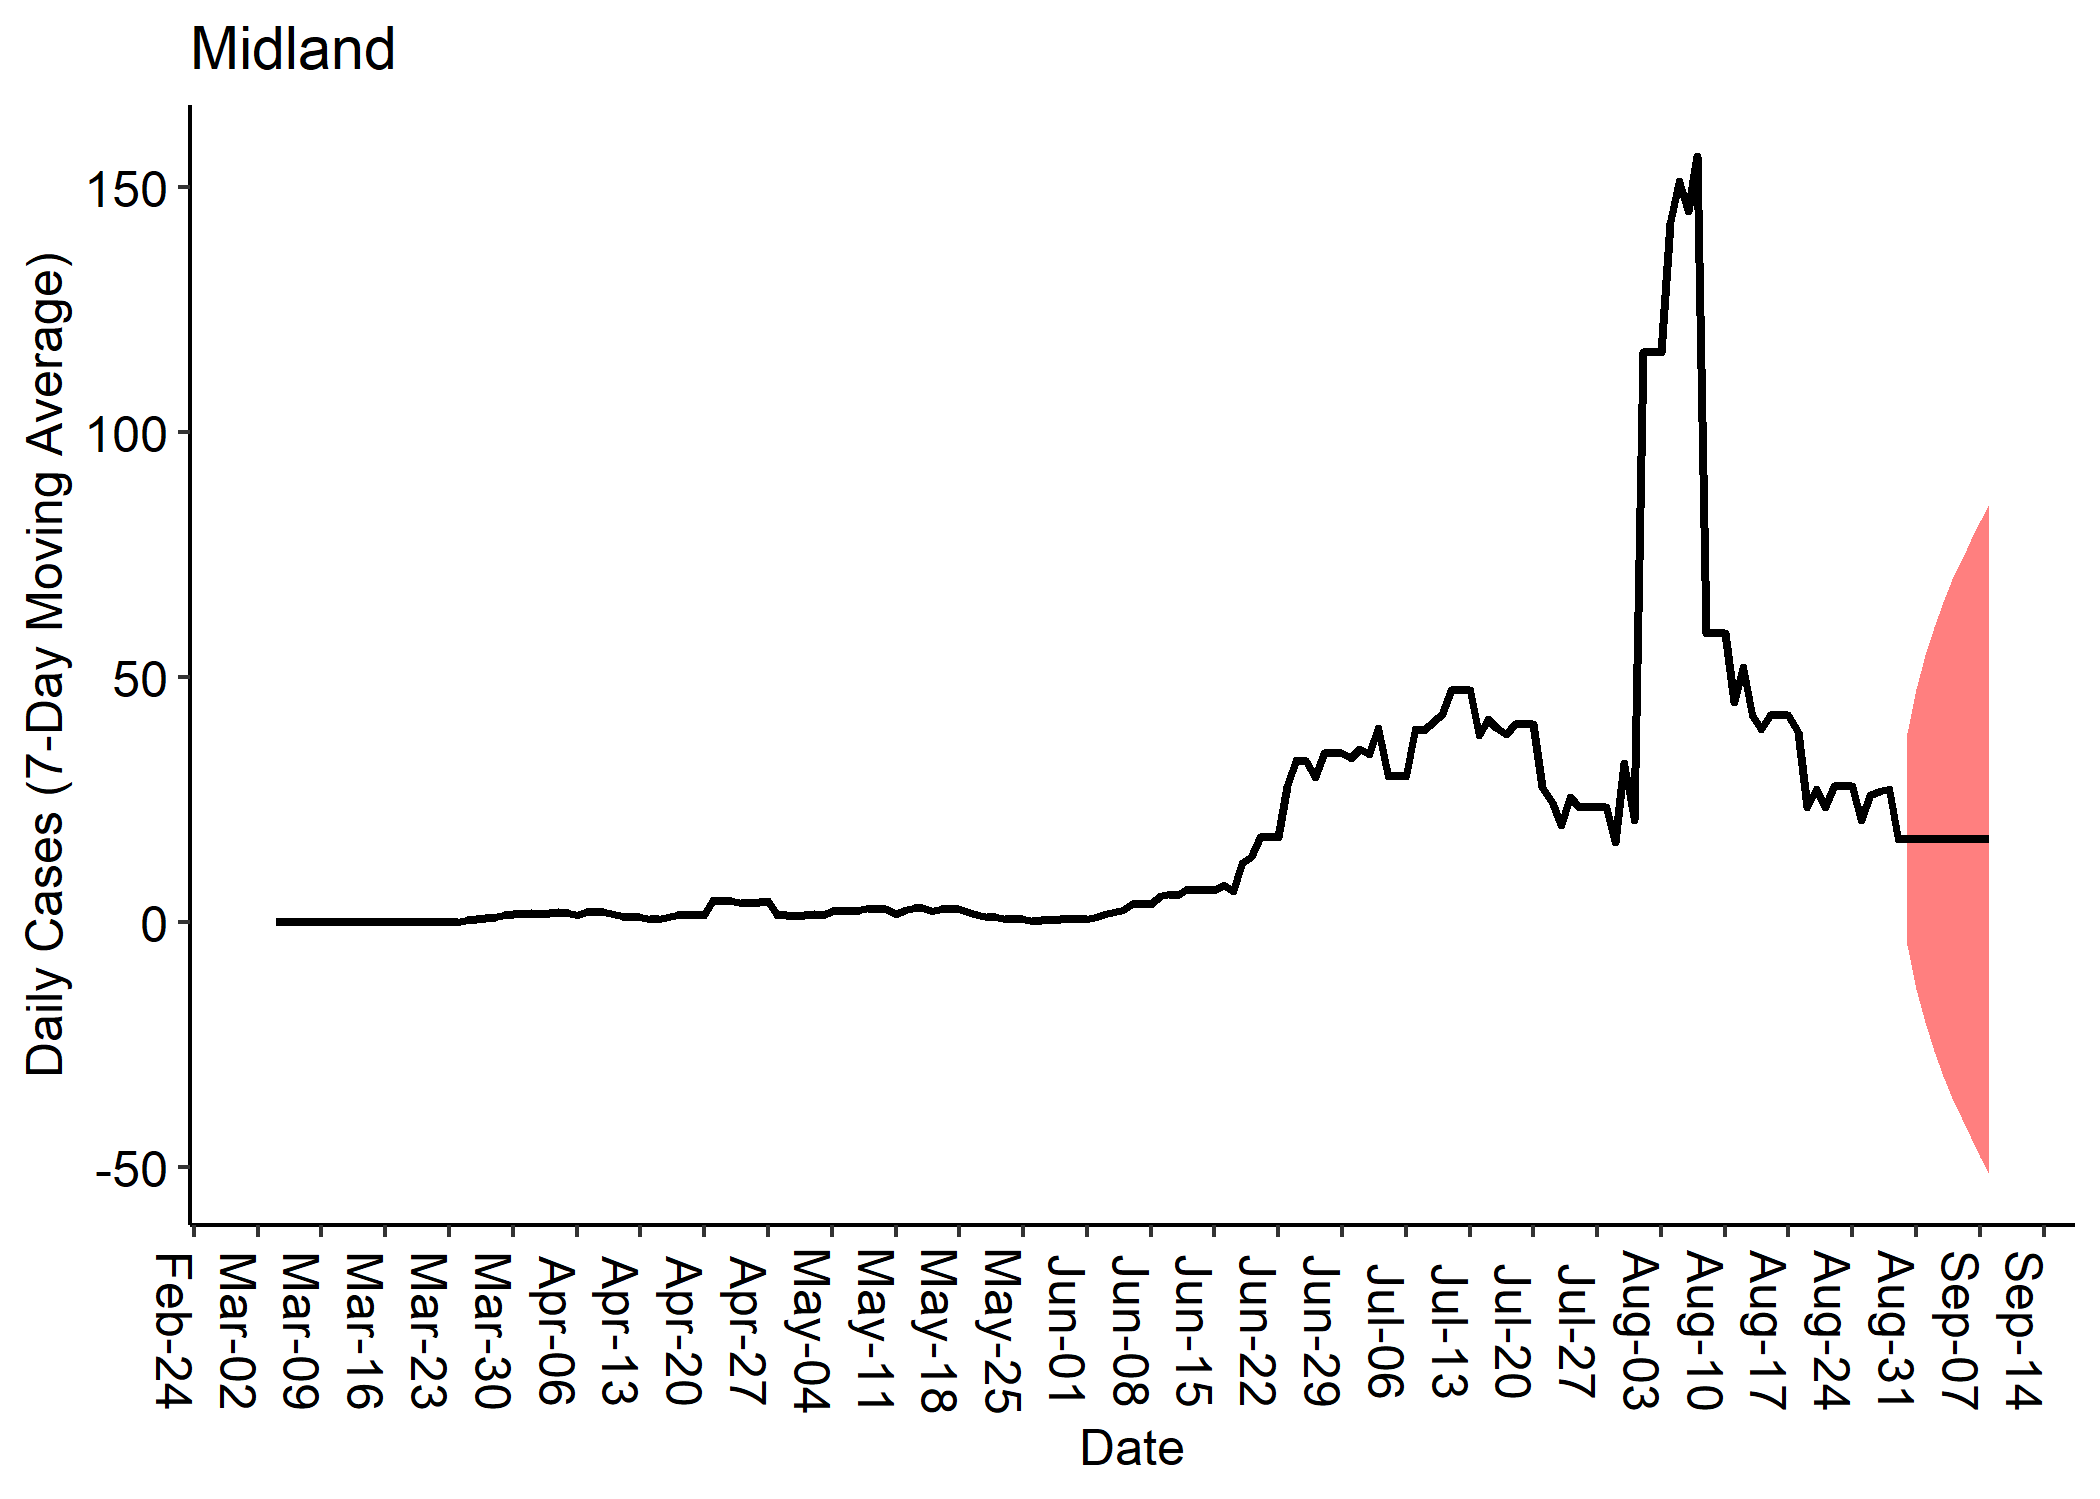 Midland
Daily Cases (7-Day Moving Average)
150
100
50
0
-50
Feb-24
Mar-02
Mar-09
Mar-16
Mar-23
Mar-30
Apr-06
Apr-13
Apr-20
Apr-27
May-04
May-11
May-18
May-25
Jun-01
Jun-08
Jun-15
Jun-22
Jun-29
Jul-06
Jul-13
Jul-20
Jul-27
Aug-03
Aug-10
Aug-17
Aug-24
Aug-31
Sep-07
Sep-14
Date